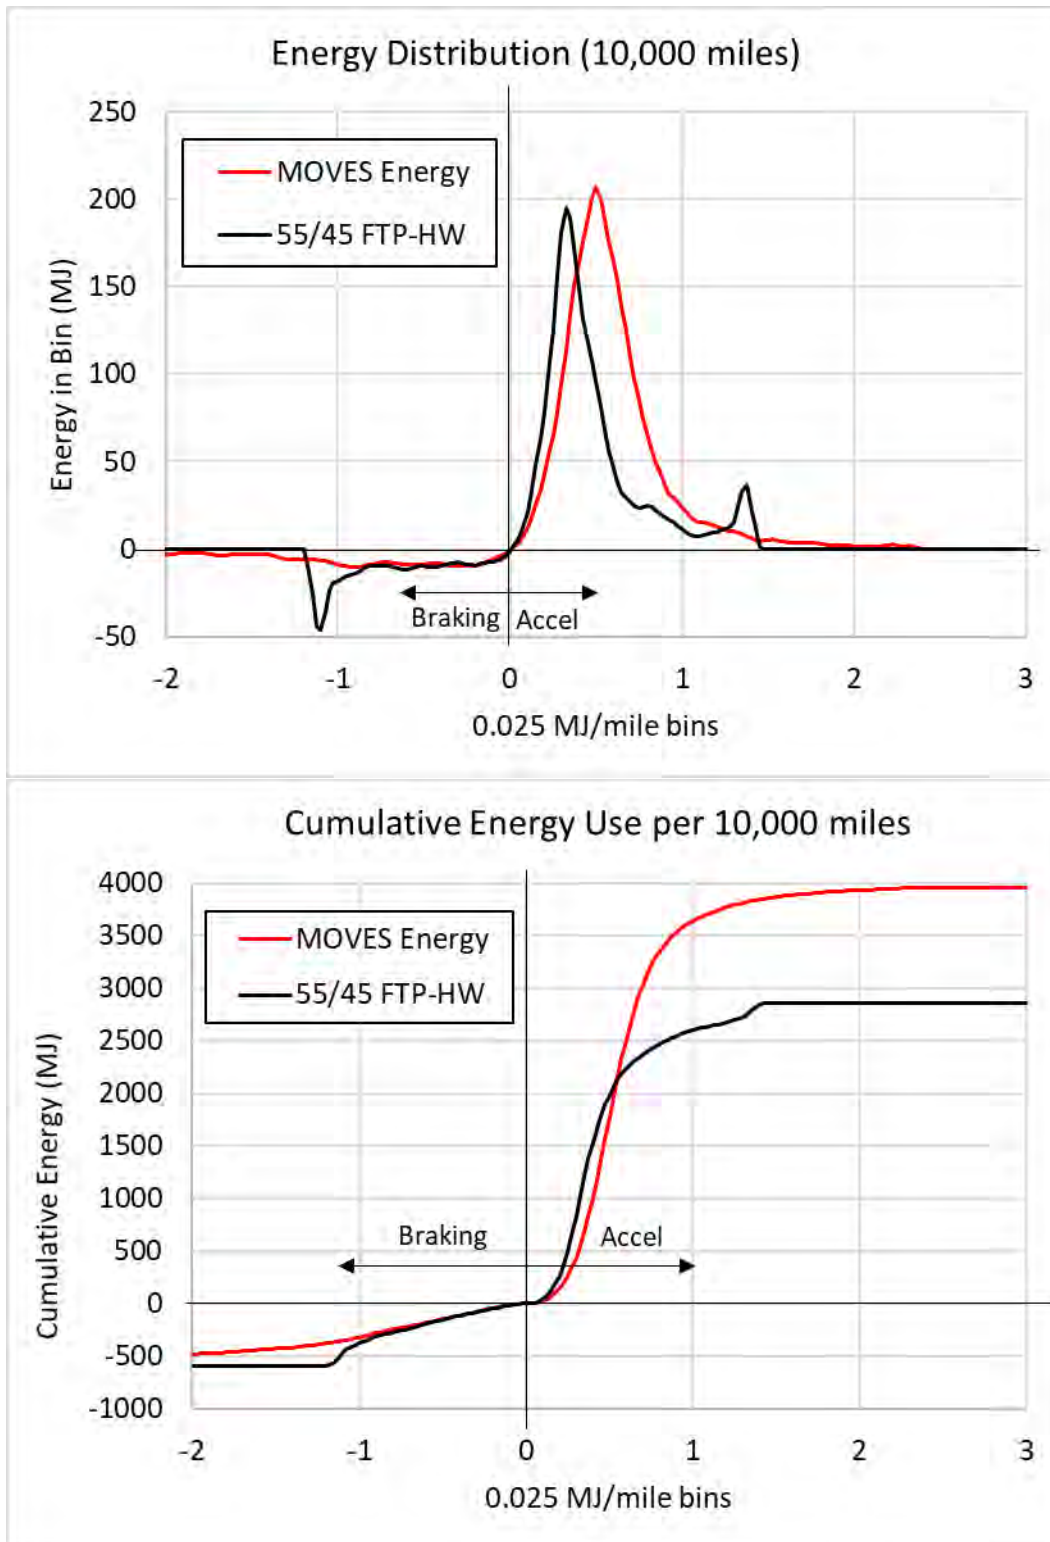 Energy Distribution (10,000 miles)
250
200
150
100
50
0
-50
Energy in Bin (MJ)
MOVES Energy
55/45 FTP-HW
Braking
Accel
-2
-1
0
1
2
3
0.025 MJ/mile bins
Cumulative Energy Use per 10,000 miles
4000
3500
3000
2500
2000
1500
1000
500
0
-500
-1000
Cumulative Energy (MJ)
MOVES Energy
55/45 FTP-HW
Braking
Accel
-2
-1
0
1
2
3
0.025 MJ/mile bins